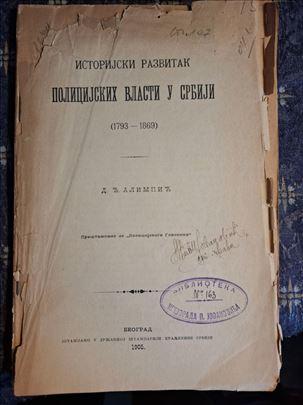 ИСТОРИЈСКИ РАЗВИТАК
ПОЛИЦИЈСКИХ ВЛАСТИ У СРБИЈИ
(1793 — 1869)
Д. Ђ. АЛИМПИЋ
Прештампано из „Полицијског Гласника“
БИБЛИОТЕКА
№ 163
БЕОГРАД
ШТАМПАНО У ДРЖАВНОЈ ШТАМПАРИЈИ КРАЉЕВИНЕ СРБИЈЕ
1905.